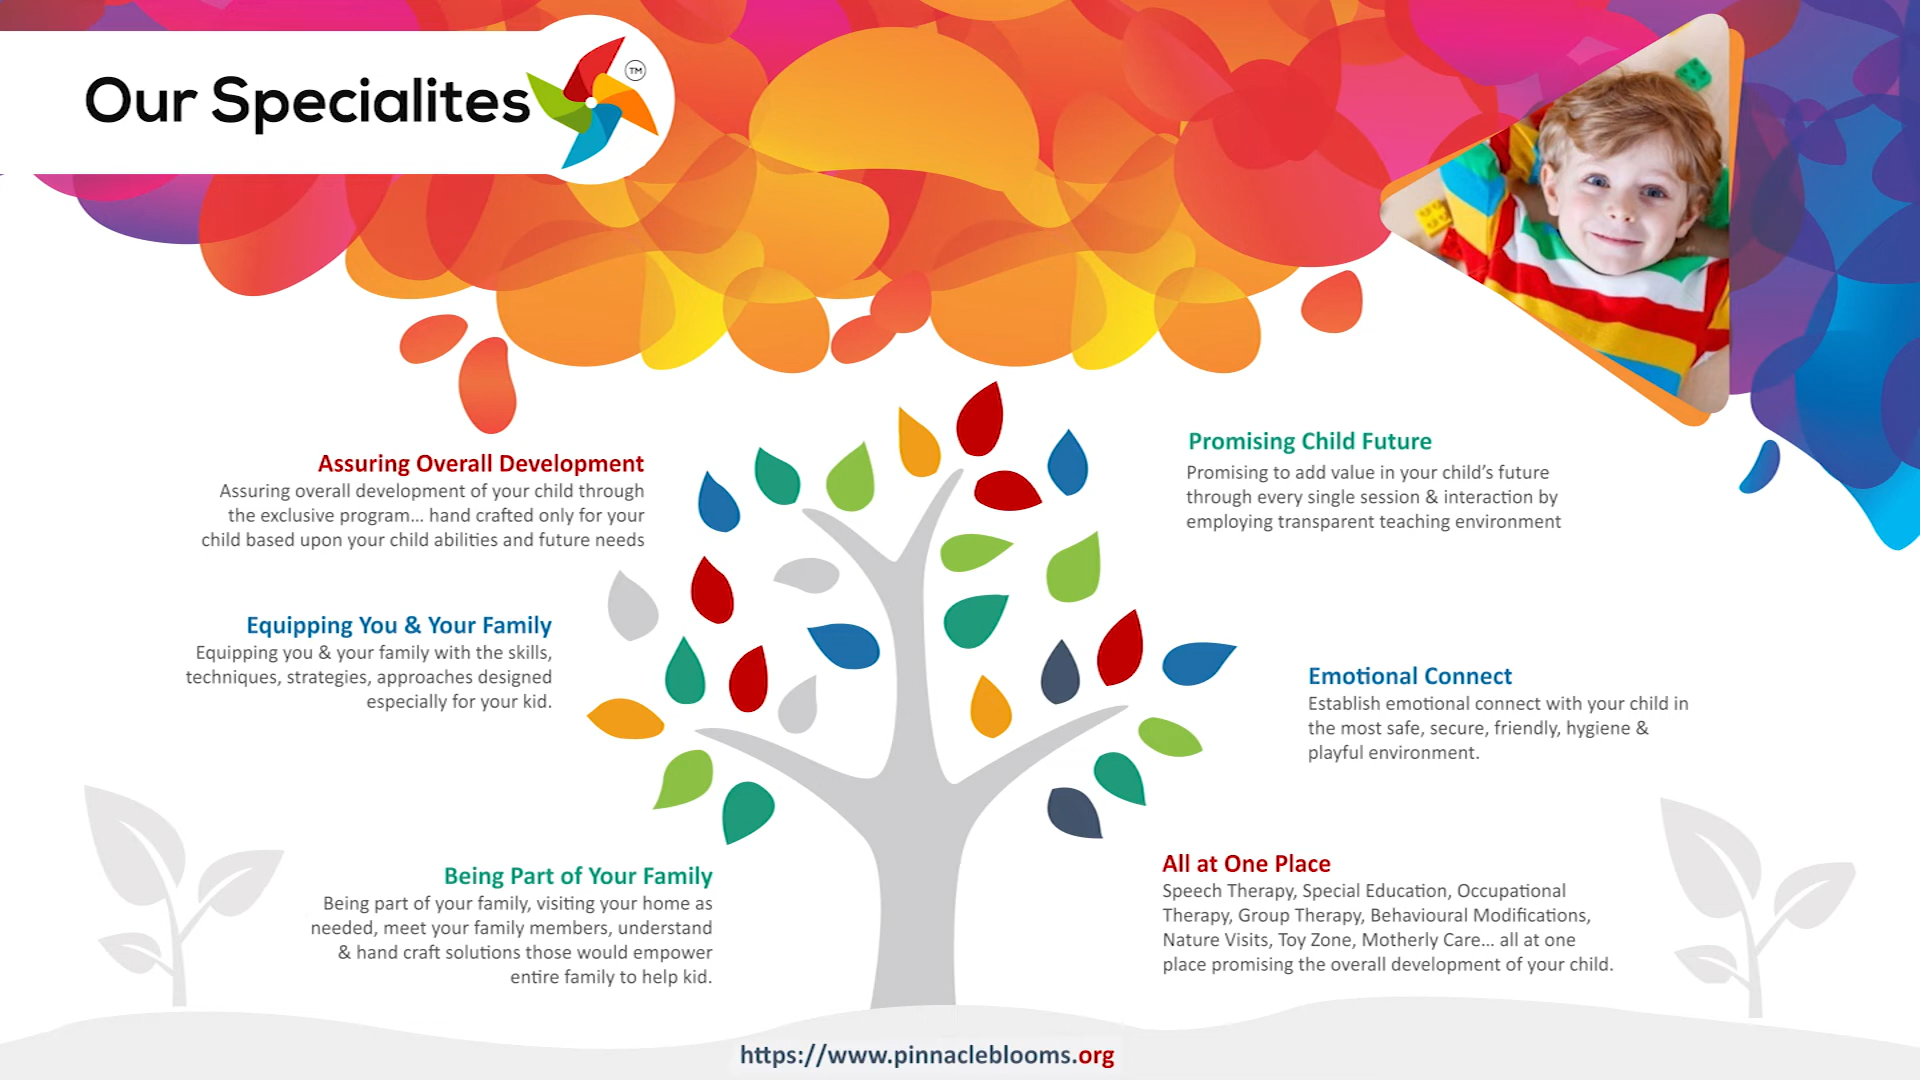 Our Specialites
TM
Assuring Overall Development
Assuring overall development of your child through
the exclusive program... hand crafted only for your
child based upon your child abilities and future needs
Equipping You & Your Family
Equipping you & your family with the skills,
techniques, strategies, approaches designed
especially for your kid.
Being Part of Your Family
Being part of your family, visiting your home as
needed, meet your family members, understand
& hand craft solutions those would empower
entire family to help kid.
Promising Child Future
Promising to add value in your child's future
through every single session & interaction by
employing transparent teaching environment
Emotional Connect
Establish emotional connect with your child in
the most safe, secure, friendly, hygiene &
playful environment.
All at One Place
Speech Therapy, Special Education, Occupational
Therapy, Group Therapy, Behavioural Modifications,
Nature Visits, Toy Zone, Motherly Care... all at one
place promising the overall development of your child.
https://www.pinnacleblooms.org